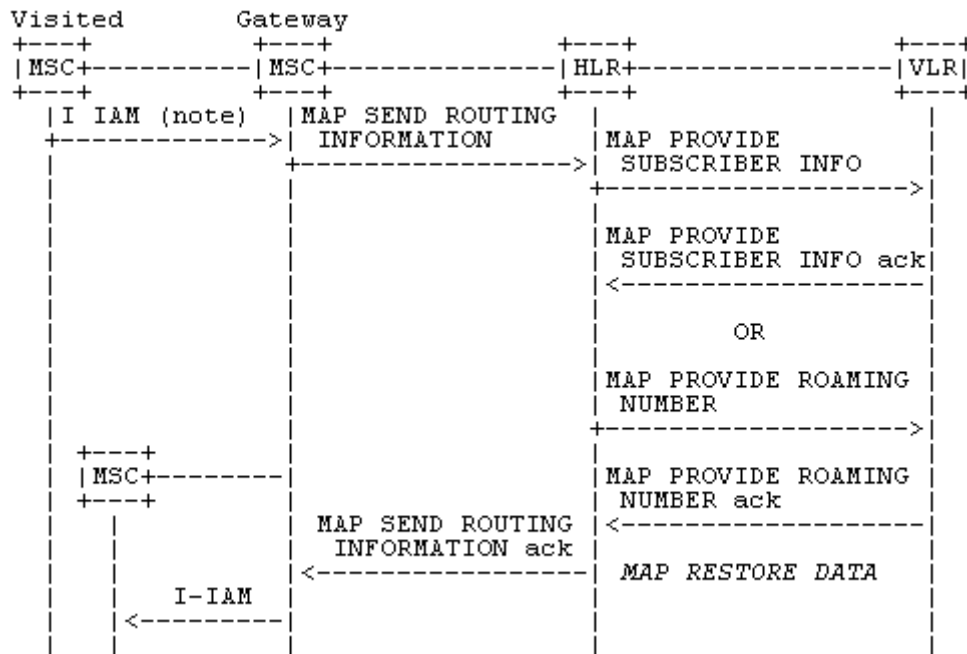 Visited Gateway
MSC MSC HLR VLR
I IAM (note) MAP SEND ROUTING
INFORMATION MAP PROVIDE
SUBSCRIBER INFO
MAP PROVIDE
SUBSCRIBER INFO ack
OR
MAP PROVIDE ROAMING
NUMBER
MSC MAP PROVIDE ROAMING
NUMBER ack
MAP SEND ROUTING
INFORMATION ack
MAP RESTORE DATA
I-IAM